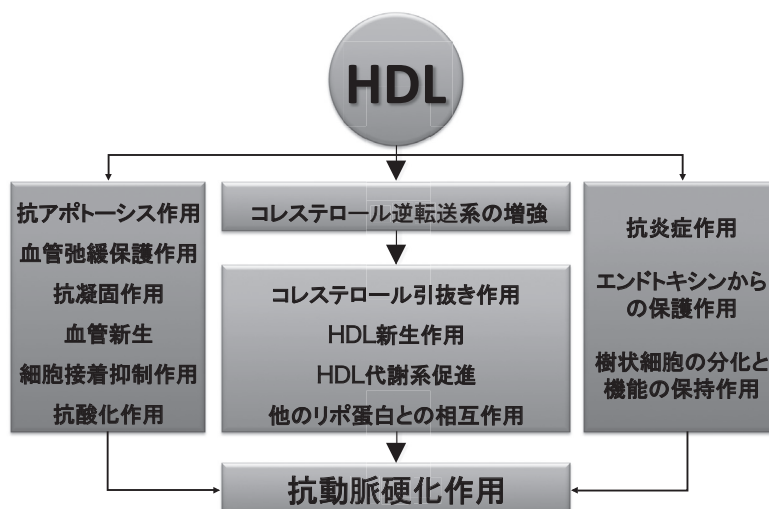 HDL
抗アポトーシス作用
血管弛緩保護作用
抗凝固作用
血管新生
細胞接着抑制作用
抗酸化作用
コレステロール逆転送系の増強
コレステロール引抜き作用
HDL新生作用
HDL代謝系促進
他のリポ蛋白との相互作用
抗炎症作用
エンドトキシンから
の保護作用
樹状細胞の分化と
機能の保持作用
抗動脈硬化作用